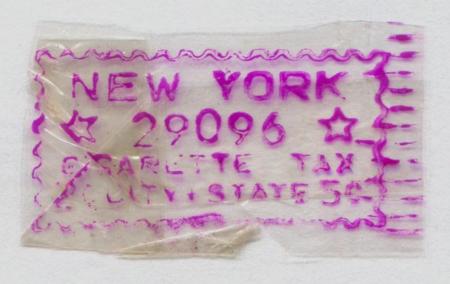 NEW YORK
☆ 29096 ☆
CIGARETTE TAX
CITY, STATE 5¢